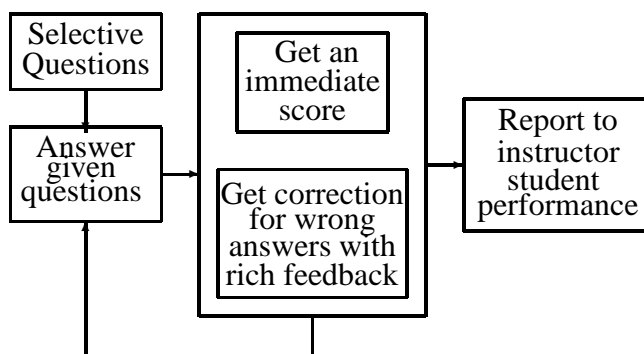 Selective
Questions
Answer
given
questions
Get an
immediate
score
Get correction
for wrong
answers with
rich feedback
Report to
instructor
student
performance